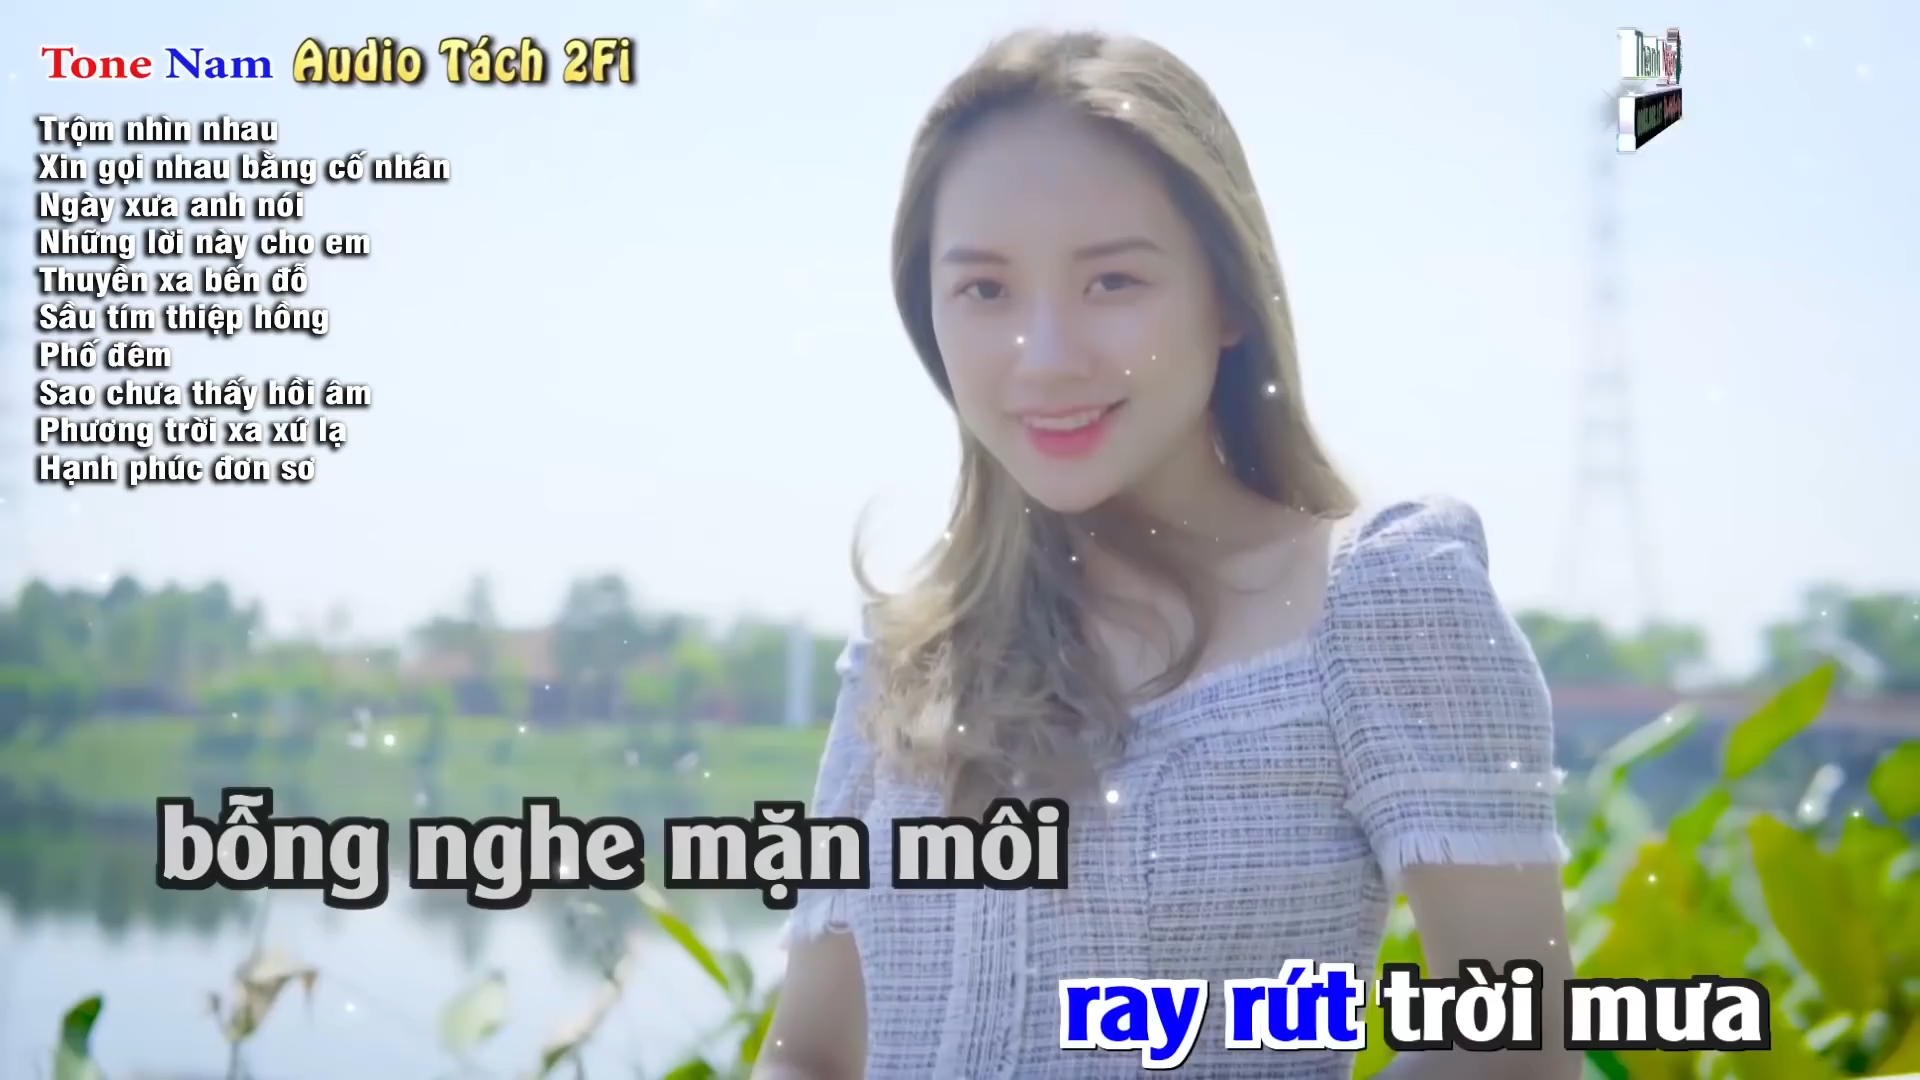 Tone Nam Audio Tách 2Fi
Trộm nhìn nhau
Xin gọi nhau bằng cố nhân
Ngày xưa anh nói
Những lời này cho em
Thuyền xa bến đỗ
Sầu tím thiệp hồng
Phố đêm
Sao chưa thấy hồi âm
Phương trời xa xứ lạ
Hạnh phúc đơn sơ
bỗng nghe mặn môi
ray rứt trời mưa